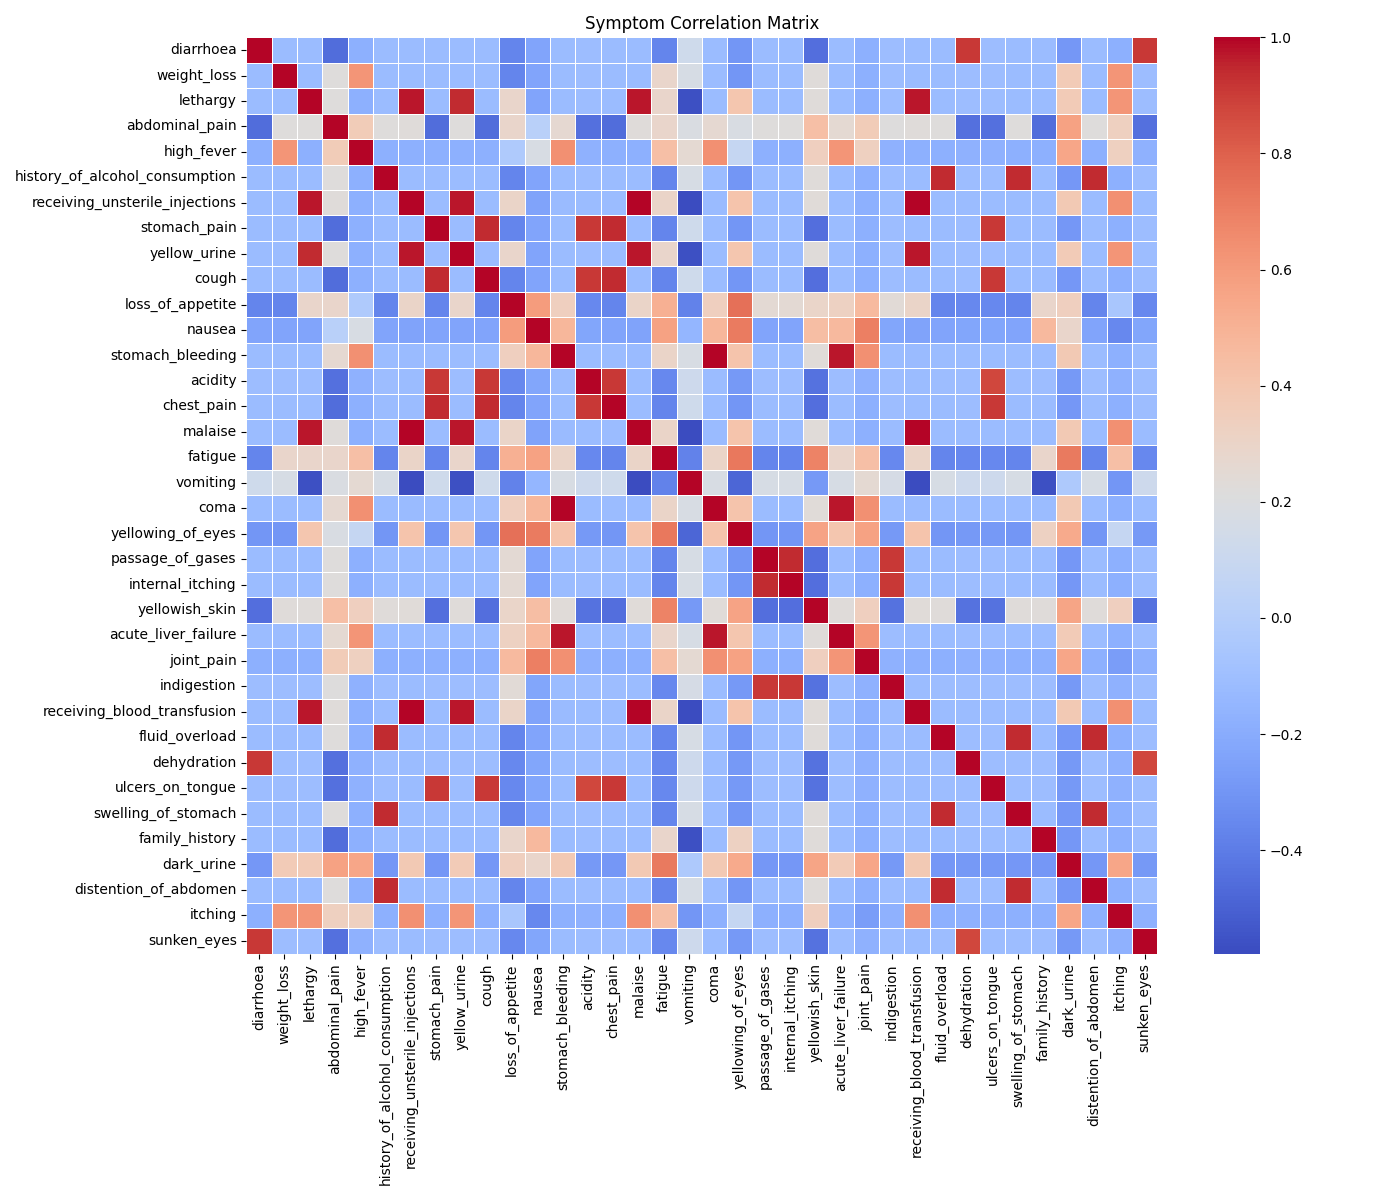 Symptom Correlation Matrix
diarrhoea
weight_loss
lethargy
abdominal_pain
high_fever
history_of_alcohol_consumption
receiving_unsterile_injections
stomach_pain
yellow_urine
cough
loss_of_appetite
nausea
stomach_bleeding
acidity
chest_pain
malaise
fatigue
vomiting
coma
yellowing_of_eyes
passage_of_gases
internal_itching
yellowish_skin
acute_liver_failure
joint_pain
indigestion
receiving_blood_transfusion
fluid_overload
dehydration
ulcers_on_tongue
swelling_of_stomach
family_history
dark_urine
distention_of_abdomen
itching
sunken_eyes
diarrhoea
weight_loss
lethargy
abdominal_pain
high_fever
history_of_alcohol_consumption
receiving_unsterile_injections
stomach_pain
yellow_urine
cough
loss_of_appetite
nausea
stomach_bleeding
acidity
chest_pain
malaise
fatigue
vomiting
coma
yellowing_of_eyes
passage_of_gases
internal_itching
yellowish_skin
acute_liver_failure
joint_pain
indigestion
receiving_blood_transfusion
fluid_overload
dehydration
ulcers_on_tongue
swelling_of_stomach
family_history
dark_urine
distention_of_abdomen
itching
sunken_eyes
1.0
0.8
0.6
0.4
0.2
0.0
−0.2
−0.4